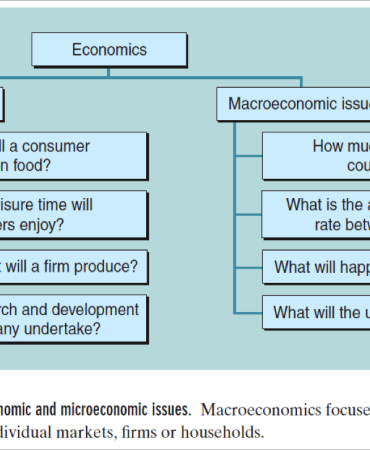 Economics
Macroeconomic issue
ll a consumer
n food?
isure time will
ers enjoy?
t will a firm produce?
rch and development
any undertake?
How muc
cou
What is the a
rate betw
What will happ
What will the u
nomic and microeconomic issues. Macroeconomics focuse
dividual markets, firms or households.